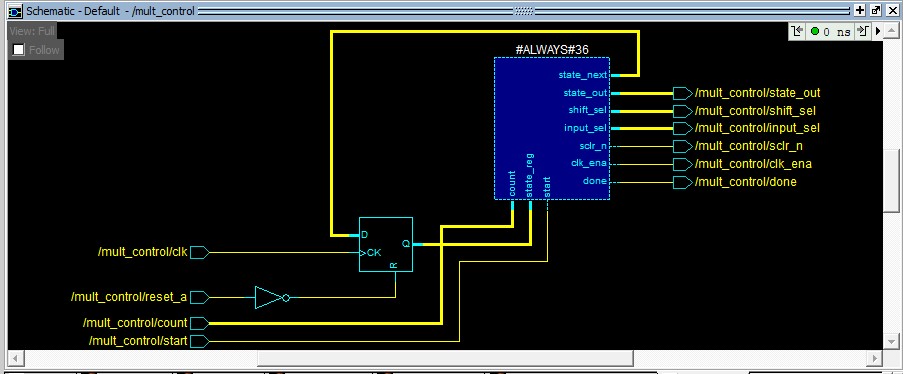 Schematic - Default - /mult_control
View: Full
Follow
0 ns
#ALWAYS#36
state_next
state_out
shift_sel
input_sel
sclr_n
clk_ena
done
count
state_reg
start
/mult_control/state_out
/mult_control/shift_sel
/mult_control/input_sel
/mult_control/sclr_n
/mult_control/clk_ena
/mult_control/done
D
Q
CK
R
/mult_control/clk
/mult_control/reset_a
/mult_control/count
/mult_control/start